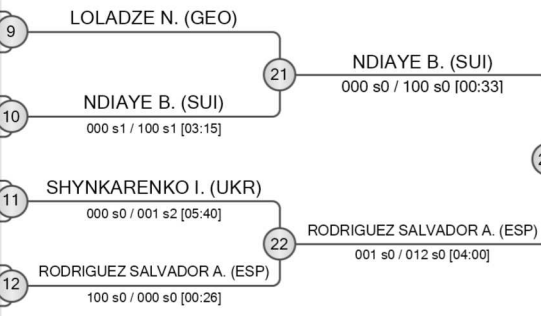 9
LOLADZE N. (GEO)
21
NDIAYE B. (SUI)
000 s0 / 100 s0 [00:33]
10
NDIAYE B. (SUI)
000 s1 / 100 s1 [03:15]
11
SHYNKARENKO I. (UKR)
000 s0 / 001 s2 [05:40]
22
RODRIGUEZ SALVADOR A. (ESP)
001 s0 / 012 s0 [04:00]
12
RODRIGUEZ SALVADOR A. (ESP)
100 s0 / 000 s0 [00:26]